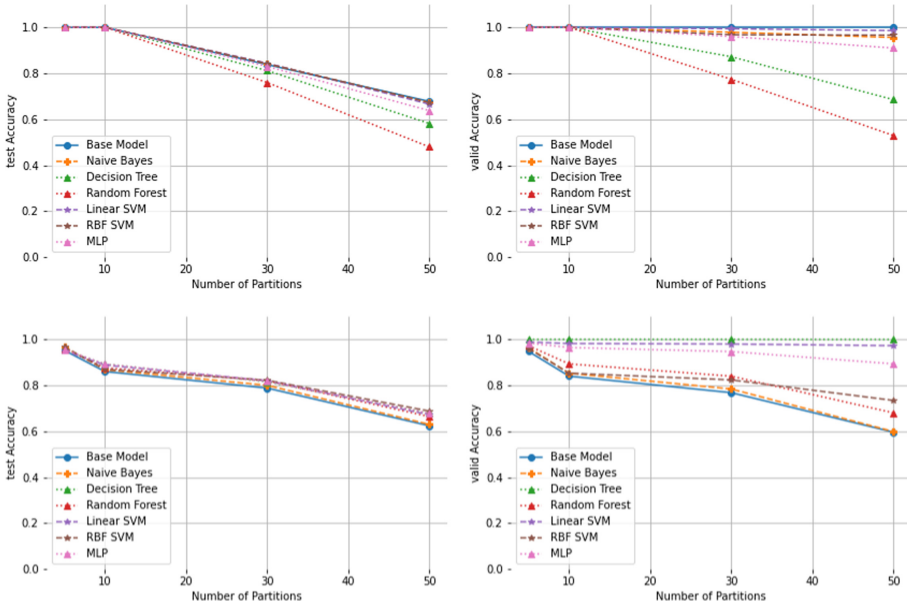 1.0
0.8
0.6
0.4
0.2
0.0
test Accuracy
Base Model
Naive Bayes
Decision Tree
Random Forest
Linear SVM
RBF SVM
MLP
10 20 30 40 50
Number of Partitions
1.0
0.8
0.6
0.4
0.2
0.0
valid Accuracy
Base Model
Naive Bayes
Decision Tree
Random Forest
Linear SVM
RBF SVM
MLP
10 20 30 40 50
Number of Partitions
1.0
0.8
0.6
0.4
0.2
0.0
test Accuracy
Base Model
Naive Bayes
Decision Tree
Random Forest
Linear SVM
RBF SVM
MLP
10 20 30 40 50
Number of Partitions
1.0
0.8
0.6
0.4
0.2
0.0
valid Accuracy
Base Model
Naive Bayes
Decision Tree
Random Forest
Linear SVM
RBF SVM
MLP
10 20 30 40 50
Number of Partitions